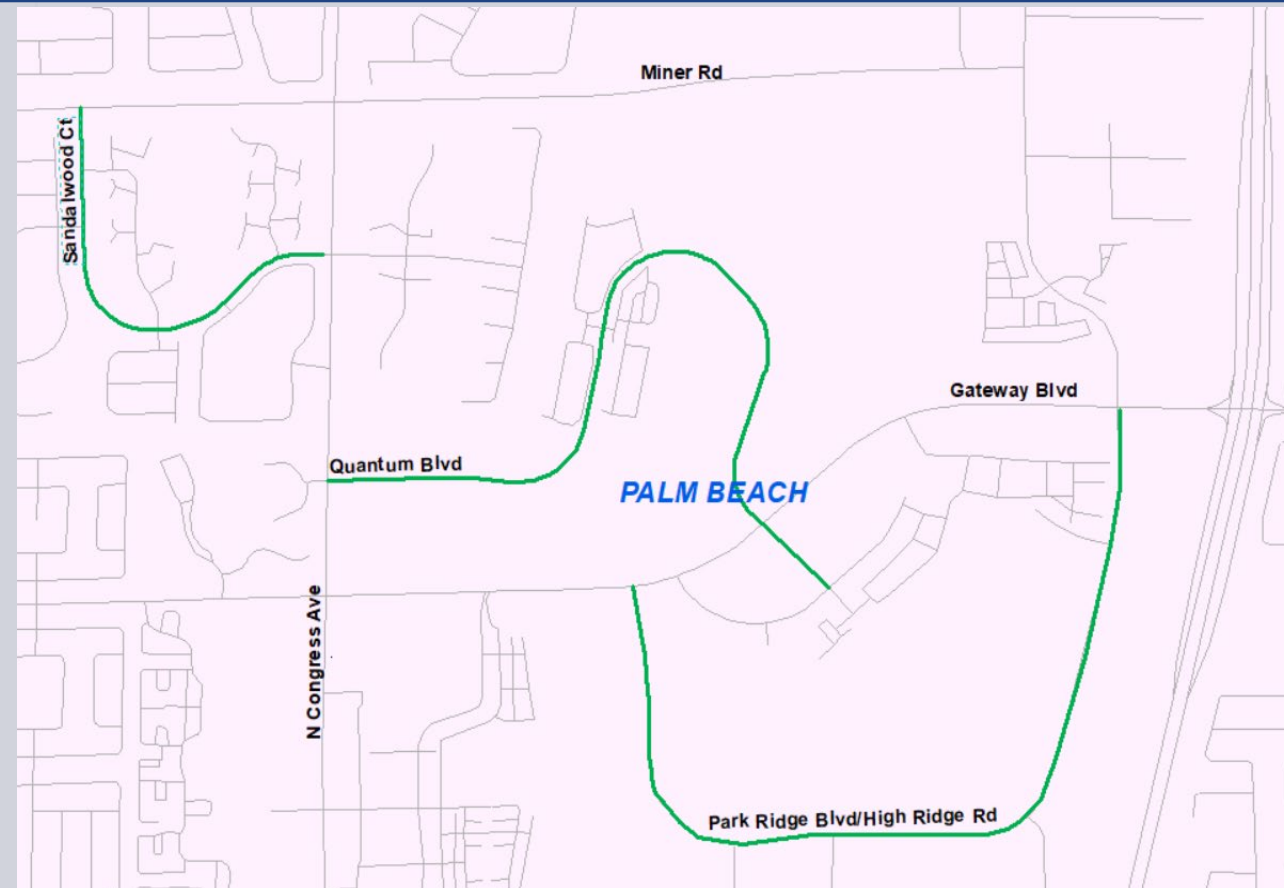 Miner Rd
Sandalwood Ct
Gateway Blvd
Quantum Blvd
PALM BEACH
N Congress Ave
Park Ridge Blvd/High Ridge Rd